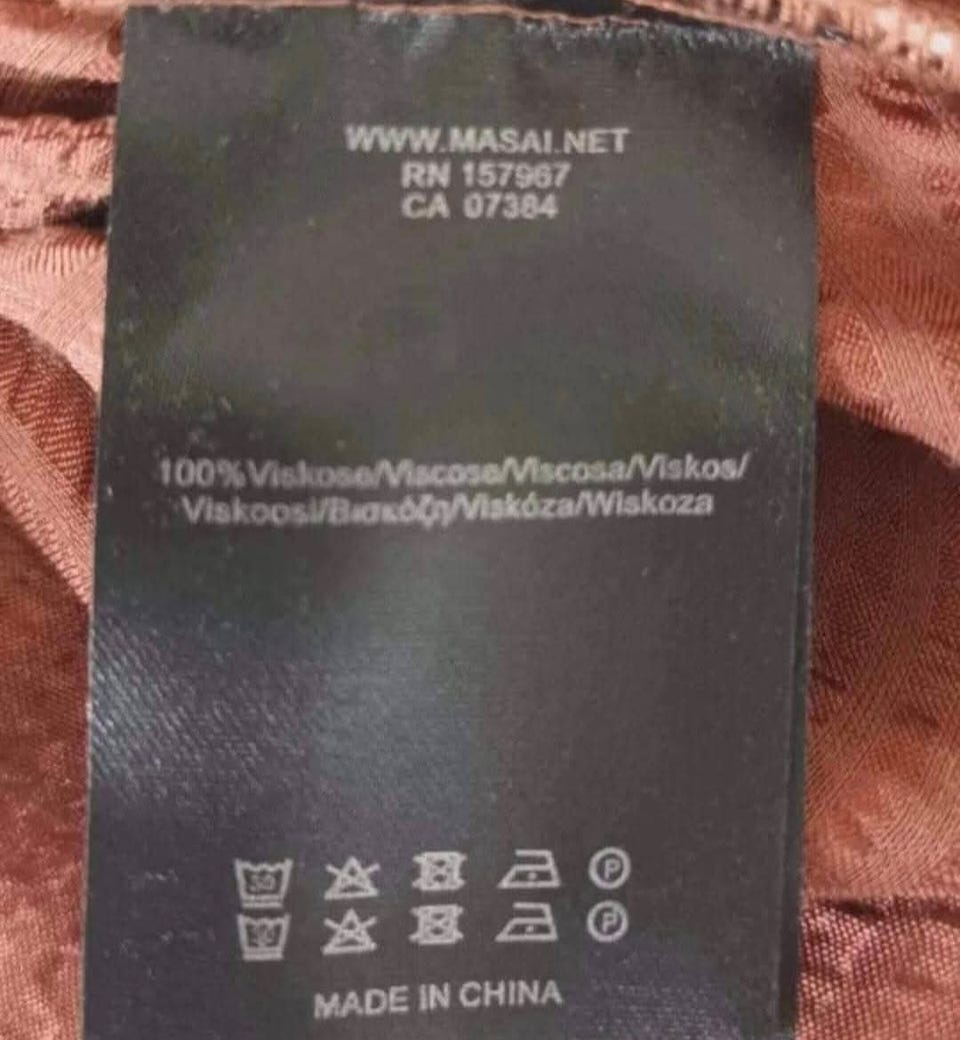 WWW.MASAI.NET
RN 157967
CA 07384
100%Viskose/Viscose/Viscosa/Viskos/
Viskoosi/Βισκόζη/Viskóza/Wiskoza
30 P
P
MADE IN CHINA